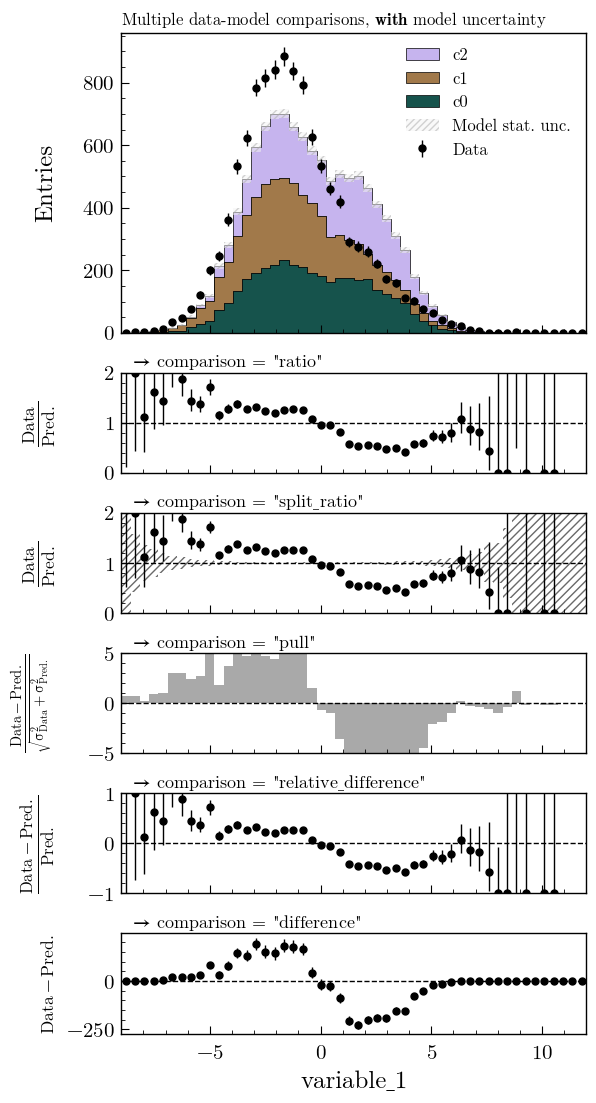 Multiple data-model comparisons, with model uncertainty
Entries
800
600
400
200
0
c2
c1
c0
Model stat. unc.
Data
→ comparison = "ratio"
Data
Pred.
2
1
0
→ comparison = "split_ratio"
Data
Pred.
2
1
0
→ comparison = "pull"
Data − Pred.
√σ²Data + σ²Pred.
5
0
−5
→ comparison = "relative_difference"
Data − Pred.
Pred.
1
0
−1
→ comparison = "difference"
Data − Pred.
0
−250
−5 0 5 10
variable_1